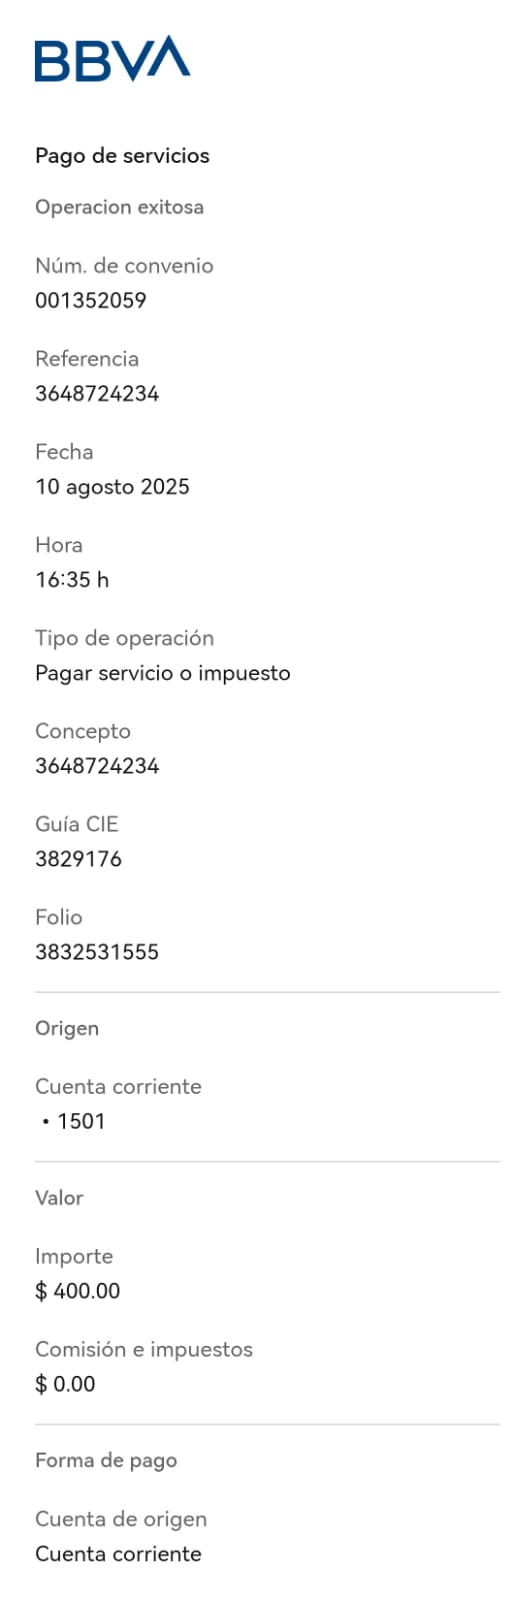 BBVA
Pago de servicios
Operacion exitosa
Núm. de convenio
001352059
Referencia
3648724234
Fecha
10 agosto 2025
Hora
16:35 h
Tipo de operación
Pagar servicio o impuesto
Concepto
3648724234
Guía CIE
3829176
Folio
3832531555
Origen
Cuenta corriente
• 1501
Valor
Importe
$ 400.00
Comisión e impuestos
$ 0.00
Forma de pago
Cuenta de origen
Cuenta corriente